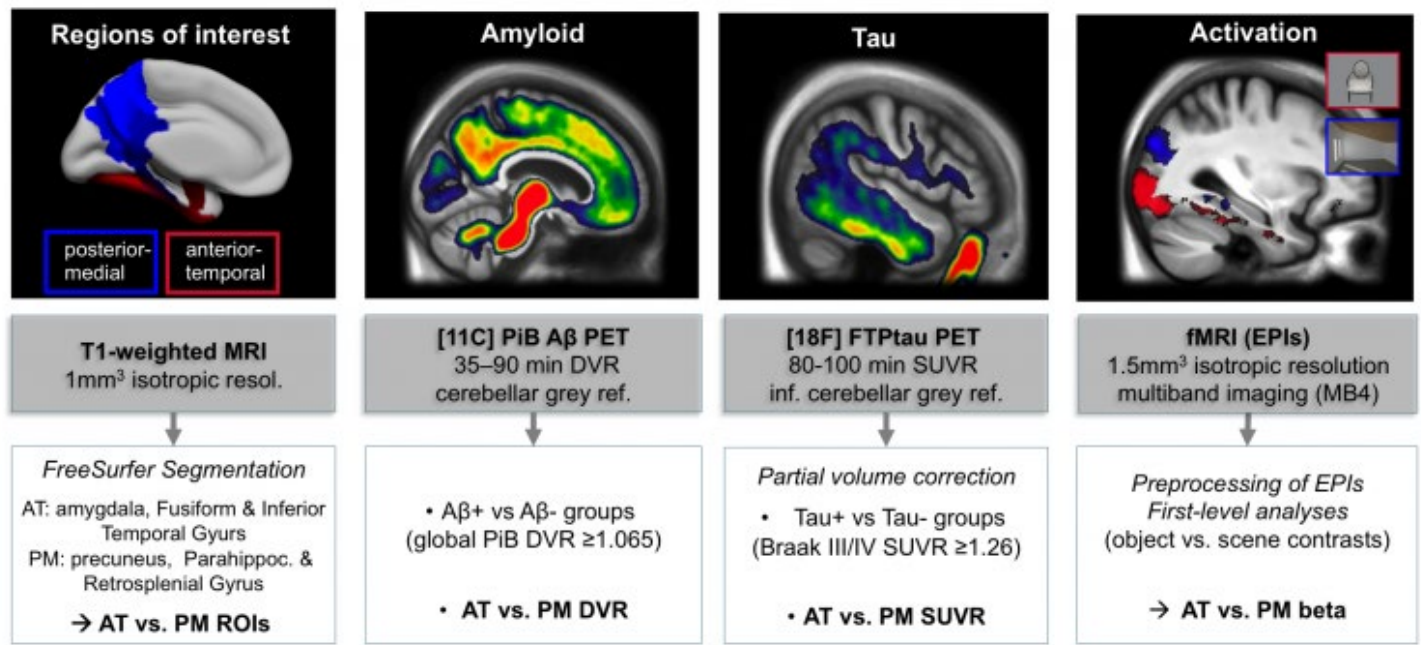 Regions of interest
posterior-
medial
anterior-
temporal
T1-weighted MRI
1mm³ isotropic resol.
FreeSurfer Segmentation
AT: amygdala, Fusiform & Inferior
Temporal Gyurs
PM: precuneus, Parahippoc. &
Retrosplenial Gyrus
→ AT vs. PM ROIs
Amyloid
[11C] PiB Aβ PET
35–90 min DVR
cerebellar grey ref.
• Aβ+ vs Aβ- groups
(global PiB DVR ≥1.065)
• AT vs. PM DVR
Tau
[18F] FTPtau PET
80-100 min SUVR
inf. cerebellar grey ref.
Partial volume correction
• Tau+ vs Tau- groups
(Braak III/IV SUVR ≥1.26)
• AT vs. PM SUVR
Activation
fMRI (EPIs)
1.5mm³ isotropic resolution
multiband imaging (MB4)
Preprocessing of EPIs
First-level analyses
(object vs. scene contrasts)
→ AT vs. PM beta